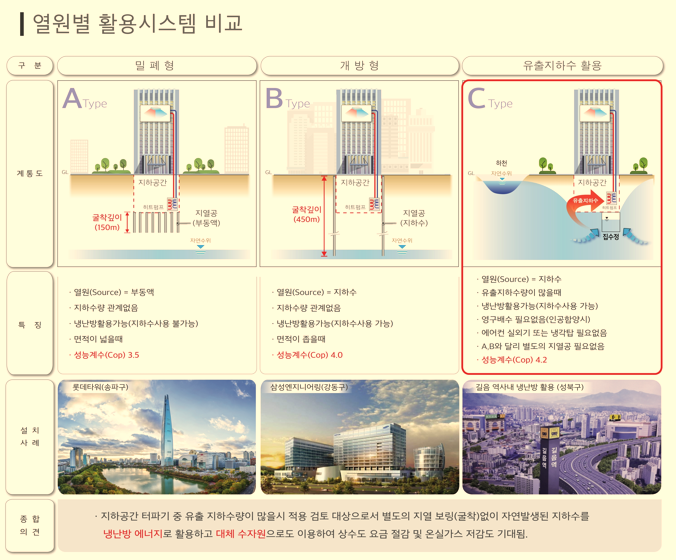 열원별 활용시스템 비교
구 분
밀 폐 형
개 방 형
유출지하수 활용
계 통 도
A Type
GL
지하공간
히트펌프
굴착깊이
(150m)
지열공
(부동액)
자연수위
B Type
GL
지하공간
히트펌프
굴착깊이
(450m)
지열공
(지하수)
자연수위
C Type
하천
자연수위
GL
지하공간
유출지하수
히트펌프
집수정
특 징
· 열원(Source) = 부동액
· 지하수량 관계없음
· 냉난방활용가능(지하수사용 불가능)
· 면적이 넓을때
· 성능계수(Cop) 3.5
· 열원(Source) = 지하수
· 지하수량 관계없음
· 냉난방활용가능(지하수사용 가능)
· 면적이 좁을때
· 성능계수(Cop) 4.0
· 열원(Source) = 지하수
· 유출지하수량이 많을때
· 냉난방활용가능(지하수사용 가능)
· 영구배수 필요없음(인공함양시)
· 에어컨 실외기 또는 냉각탑 필요없음
· A,B와 달리 별도의 지열공 필요없음
· 성능계수(Cop) 4.2
설 치
사 례
롯데타워(송파구)
삼성엔지니어링(강동구)
길음 역사내 냉난방 활용 (성북구)
종 합
의 견
· 지하공간 터파기 중 유출 지하수량이 많을시 적용 검토 대상으로서 별도의 지열 보링(굴착)없이 자연발생된 지하수를
냉난방 에너지로 활용하고 대체 수자원으로도 이용하여 상수도 요금 절감 및 온실가스 저감도 기대됨.